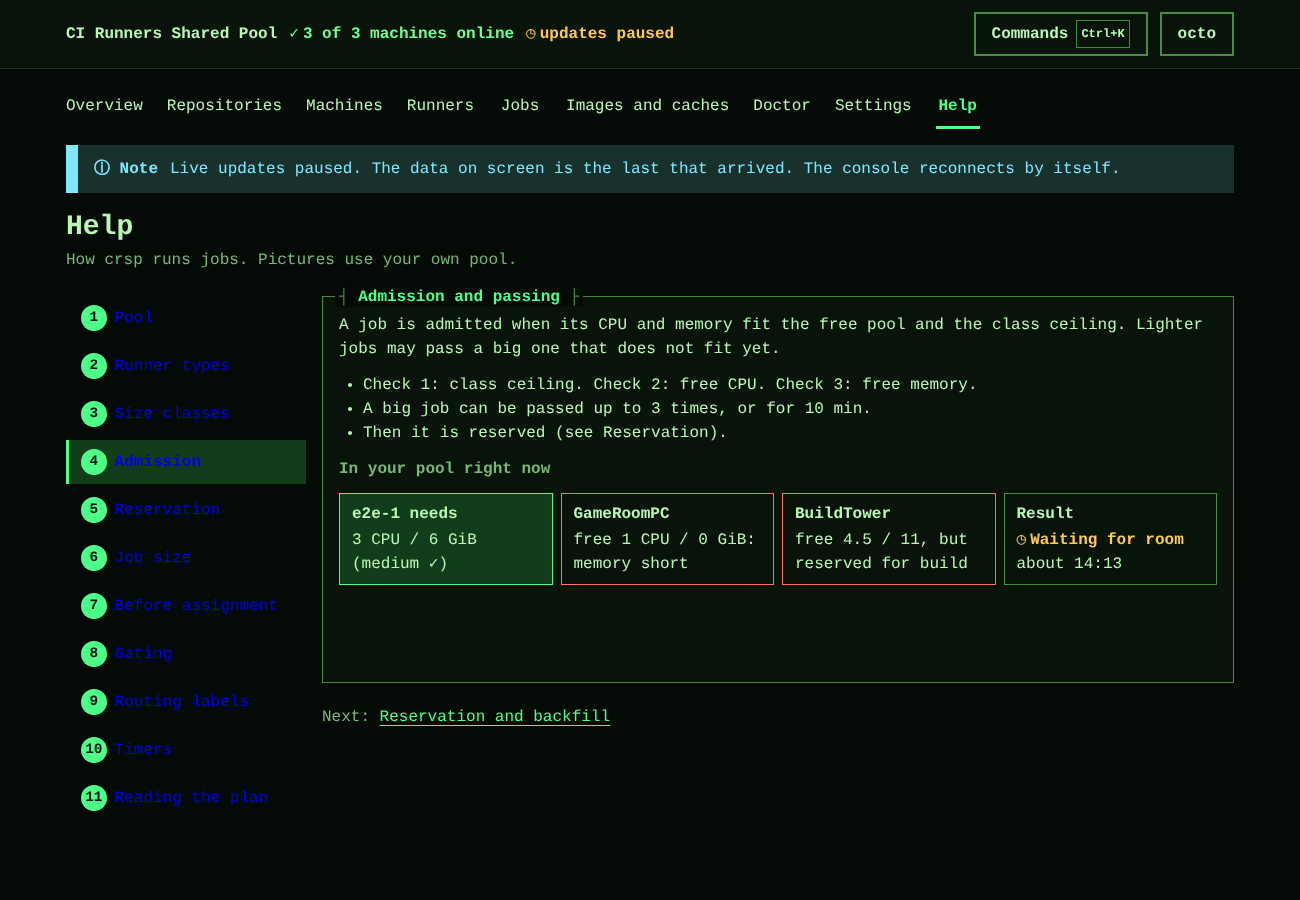 CI Runners Shared Pool ✓ 3 of 3 machines online ◷ updates paused
Commands Ctrl+K
octo
Overview Repositories Machines Runners Jobs Images and caches Doctor Settings Help
ⓘ Note Live updates paused. The data on screen is the last that arrived. The console reconnects by itself.
Help
How crsp runs jobs. Pictures use your own pool.
1 Pool
2 Runner types
3 Size classes
4 Admission
5 Reservation
6 Job size
7 Before assignment
8 Gating
9 Routing labels
10 Timers
11 Reading the plan
┤ Admission and passing ├
A job is admitted when its CPU and memory fit the free pool and the class ceiling. Lighter
jobs may pass a big one that does not fit yet.
• Check 1: class ceiling. Check 2: free CPU. Check 3: free memory.
• A big job can be passed up to 3 times, or for 10 min.
• Then it is reserved (see Reservation).
In your pool right now
e2e-1 needs
3 CPU / 6 GiB
(medium ✓)
GameRoomPC
free 1 CPU / 0 GiB:
memory short
BuildTower
free 4.5 / 11, but
reserved for build
Result
◷ Waiting for room
about 14:13
Next: Reservation and backfill